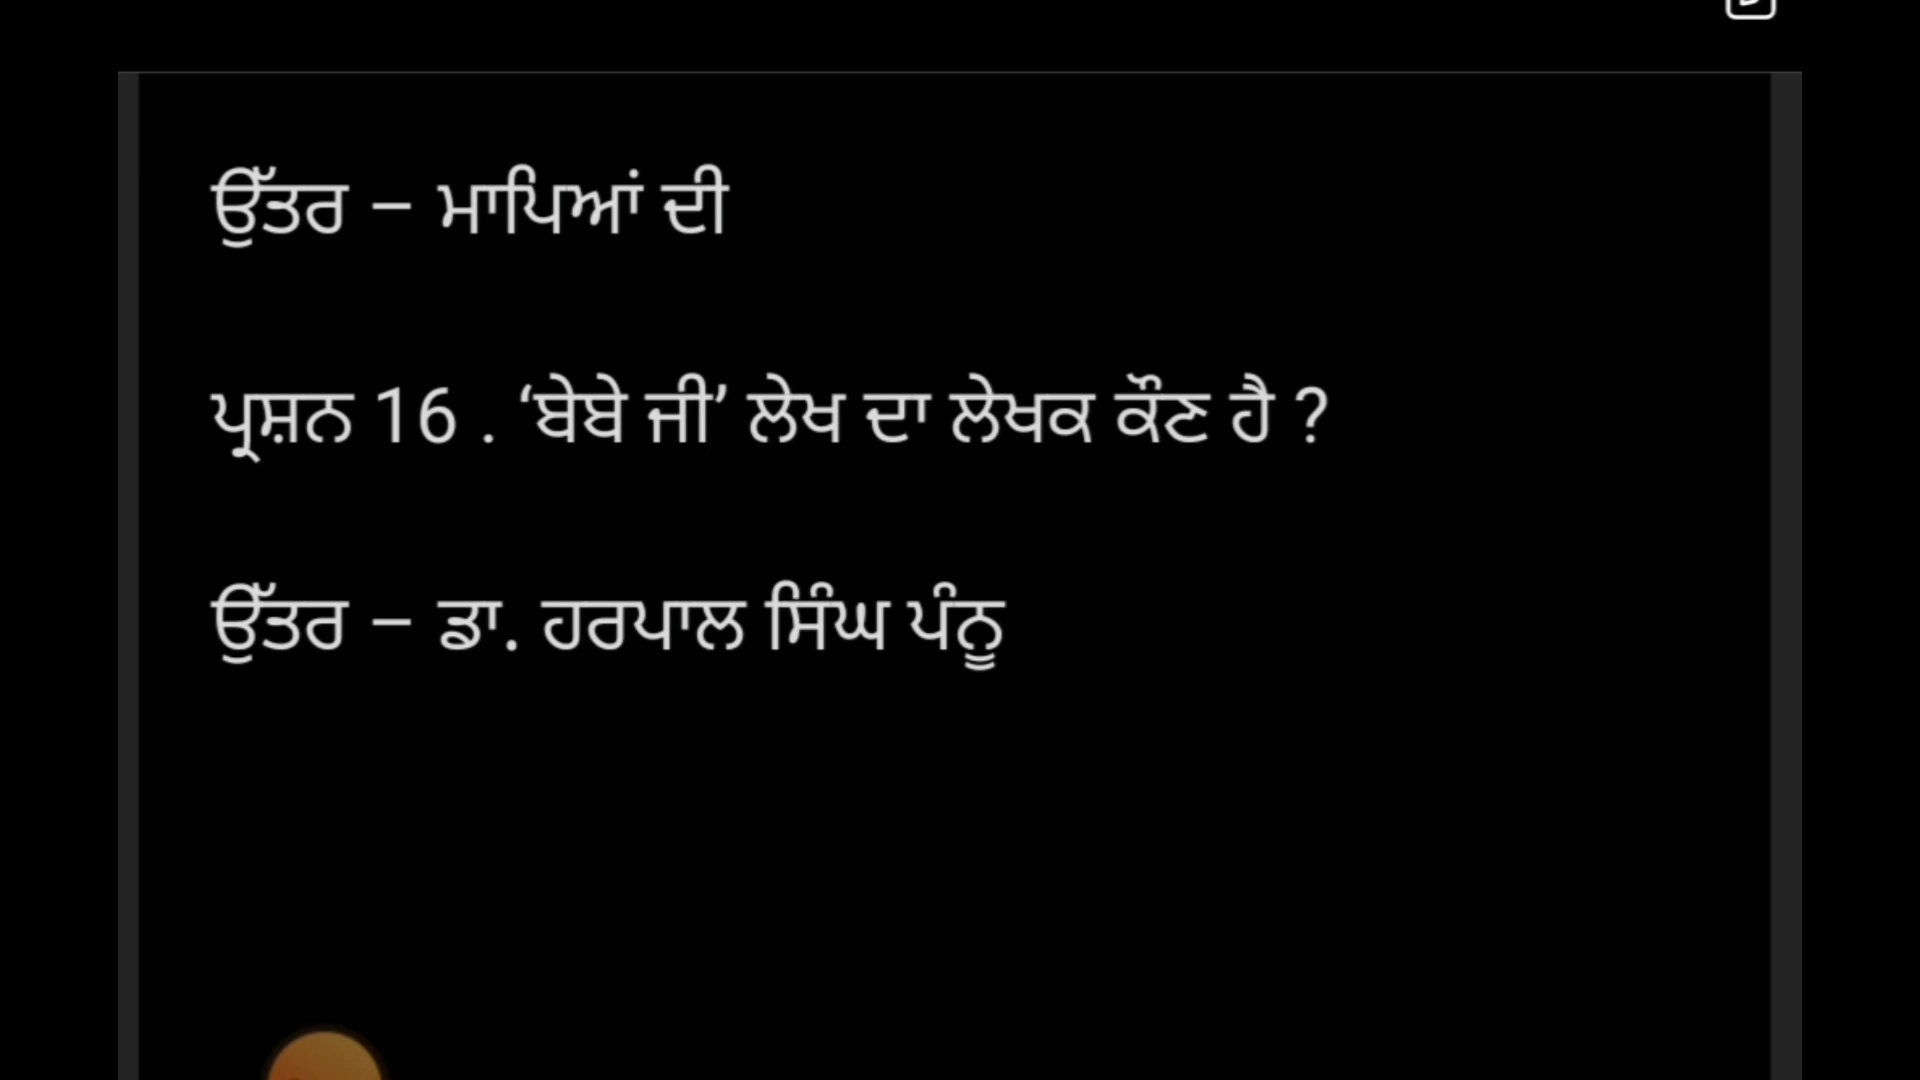 ਉੱਤਰ – ਮਾਪਿਆਂ ਦੀ
ਪ੍ਰਸ਼ਨ 16 . ‘ਬੇਬੇ ਜੀ’ ਲੇਖ ਦਾ ਲੇਖਕ ਕੌਣ ਹੈ ?
ਉੱਤਰ – ਡਾ. ਹਰਪਾਲ ਸਿੰਘ ਪੰਨੂ